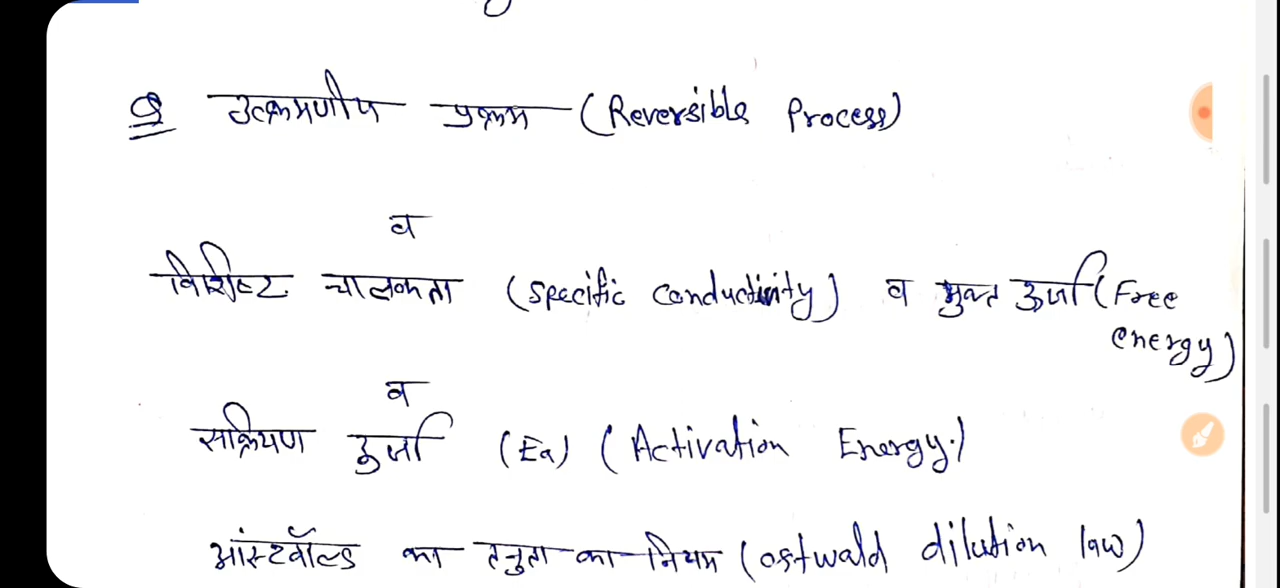 Q उत्क्रमणीय प्रक्रम (Reversible Process)
व
विशिष्ट चालकता (Specific conductivity) व मुक्त ऊर्जा (Free
energy)
व
सक्रियण ऊर्जा (Ea) (Activation Energy.)
ऑस्टवॉल्ड का तनुता का नियम (ostwald dilution law)